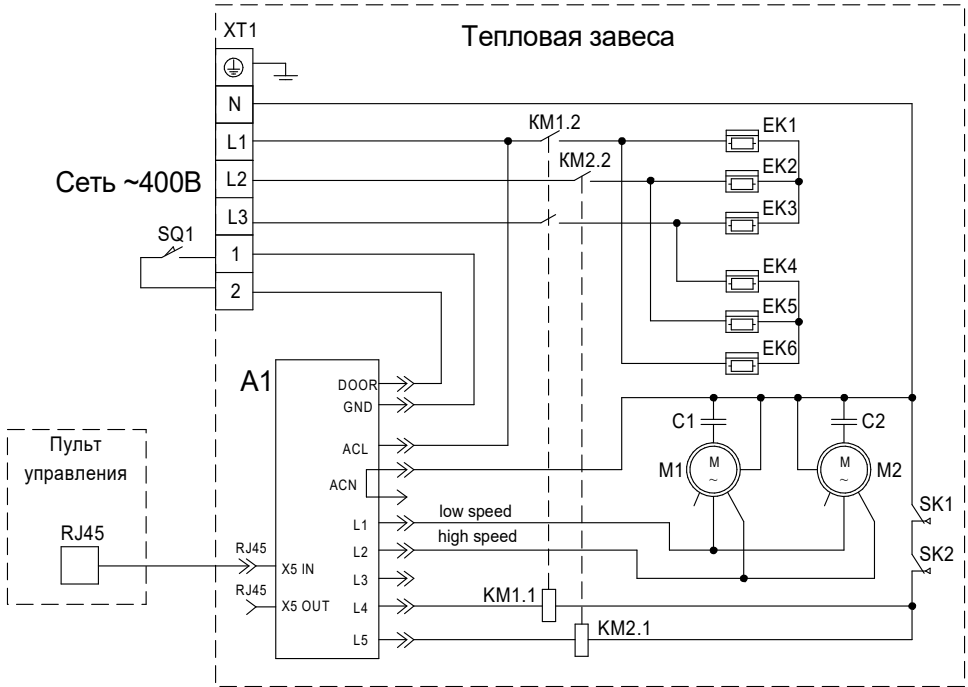 XT1
Тепловая завеса
N
L1
L2
L3
1
2
Сеть ~400В
SQ1
KM1.2
KM2.2
EK1
EK2
EK3
EK4
EK5
EK6
A1
DOOR
GND
ACL
ACN
L1
L2
L3
L4
L5
X5 IN
X5 OUT
RJ45
RJ45
Пульт
управления
RJ45
low speed
high speed
C1
C2
M1
M
~
M
~
M2
SK1
SK2
KM1.1
KM2.1